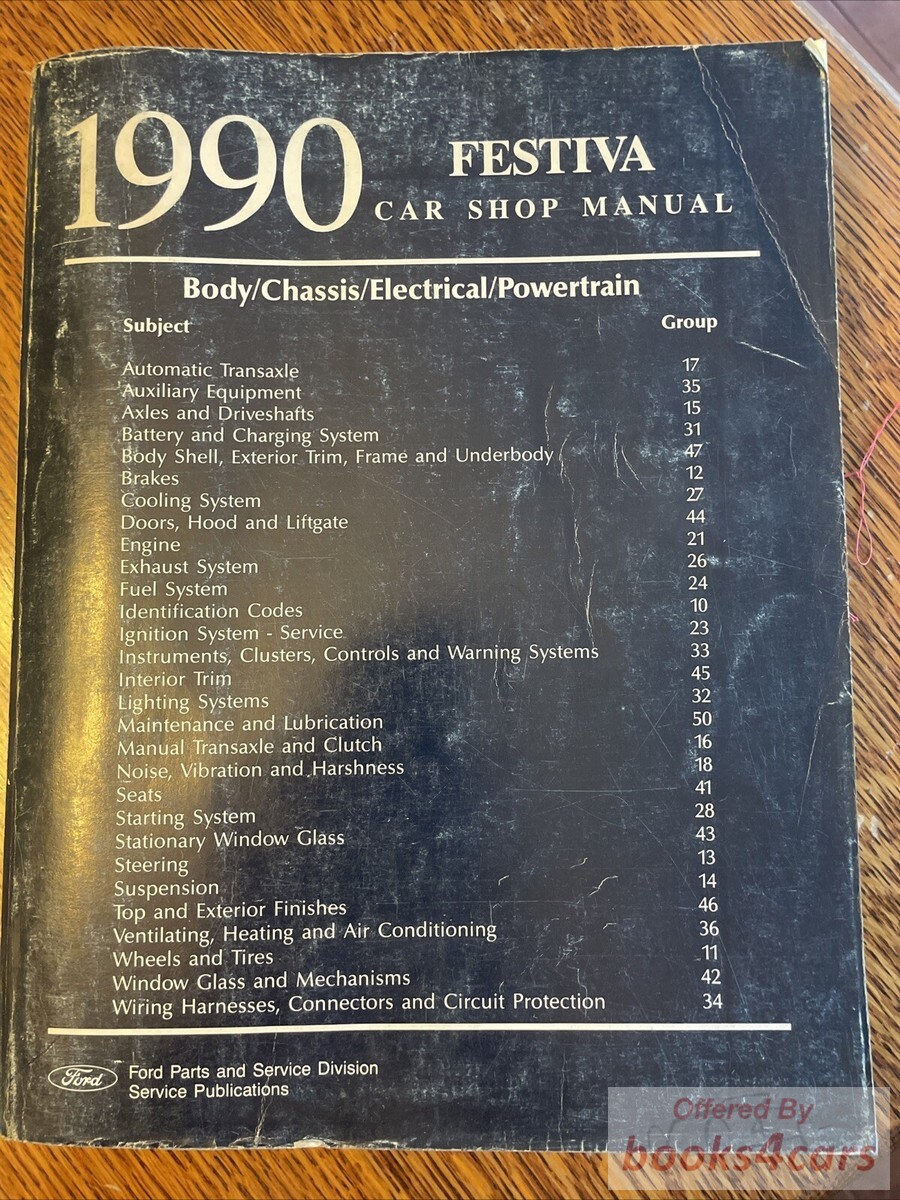 1990
FESTIVA
CAR SHOP MANUAL
Body/Chassis/Electrical/Powertrain
Subject Group
Automatic Transaxle 17
Auxiliary Equipment 35
Axles and Driveshafts 15
Battery and Charging System 31
Body Shell, Exterior Trim, Frame and Underbody 47
Brakes 12
Cooling System 27
Doors, Hood and Liftgate 44
Engine 21
Exhaust System 26
Fuel System 24
Identification Codes 10
Ignition System - Service 23
Instruments, Clusters, Controls and Warning Systems 33
Interior Trim 45
Lighting Systems 32
Maintenance and Lubrication 50
Manual Transaxle and Clutch 16
Noise, Vibration and Harshness 18
Seats 41
Starting System 28
Stationary Window Glass 43
Steering 13
Suspension 14
Top and Exterior Finishes 46
Ventilating, Heating and Air Conditioning 36
Wheels and Tires 11
Window Glass and Mechanisms 42
Wiring Harnesses, Connectors and Circuit Protection 34
Ford
Ford Parts and Service Division
Service Publications
Offered By
books4cars